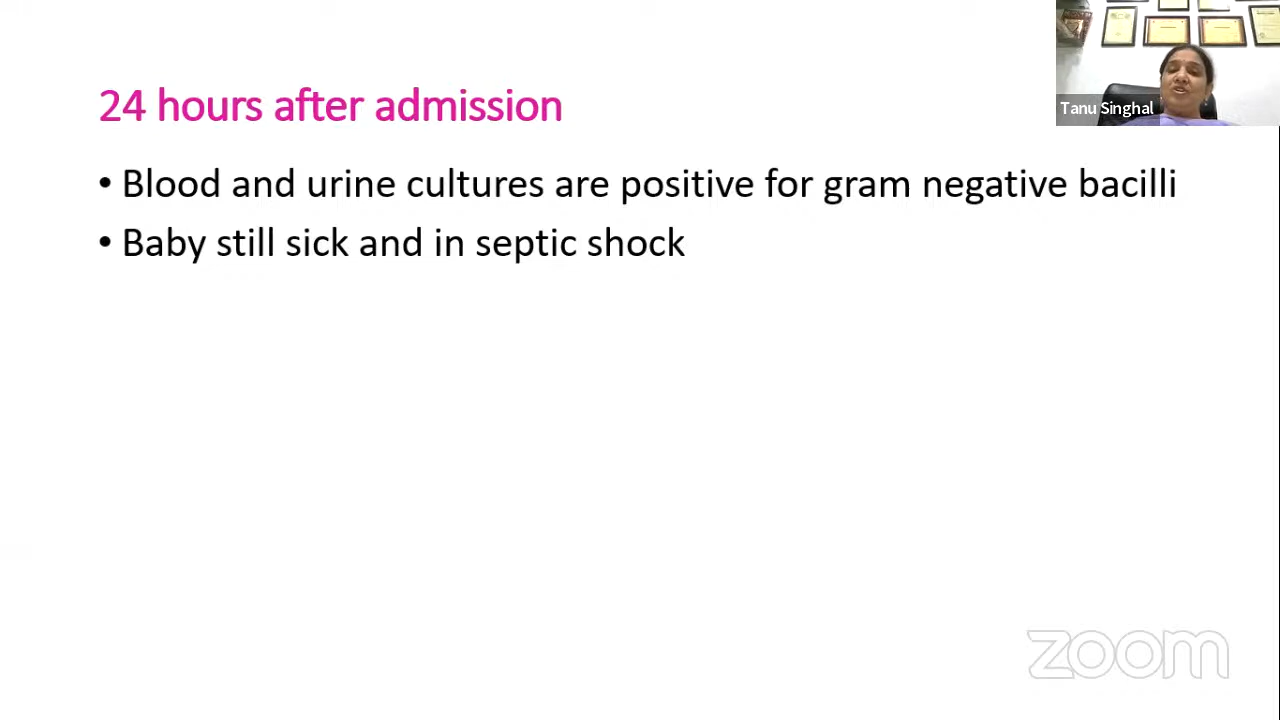 Tanu Singhal
24 hours after admission
• Blood and urine cultures are positive for gram negative bacilli
• Baby still sick and in septic shock
zoom